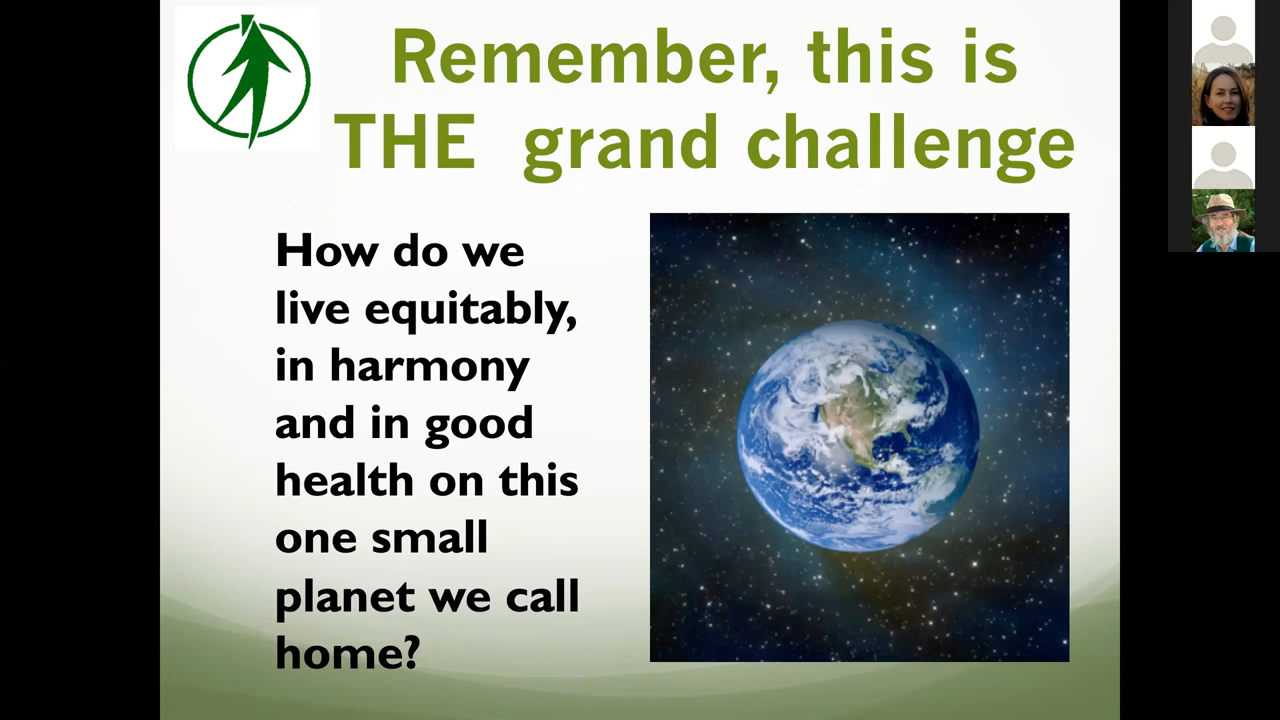 Remember, this is
THE grand challenge
How do we
live equitably,
in harmony
and in good
health on this
one small
planet we call
home?